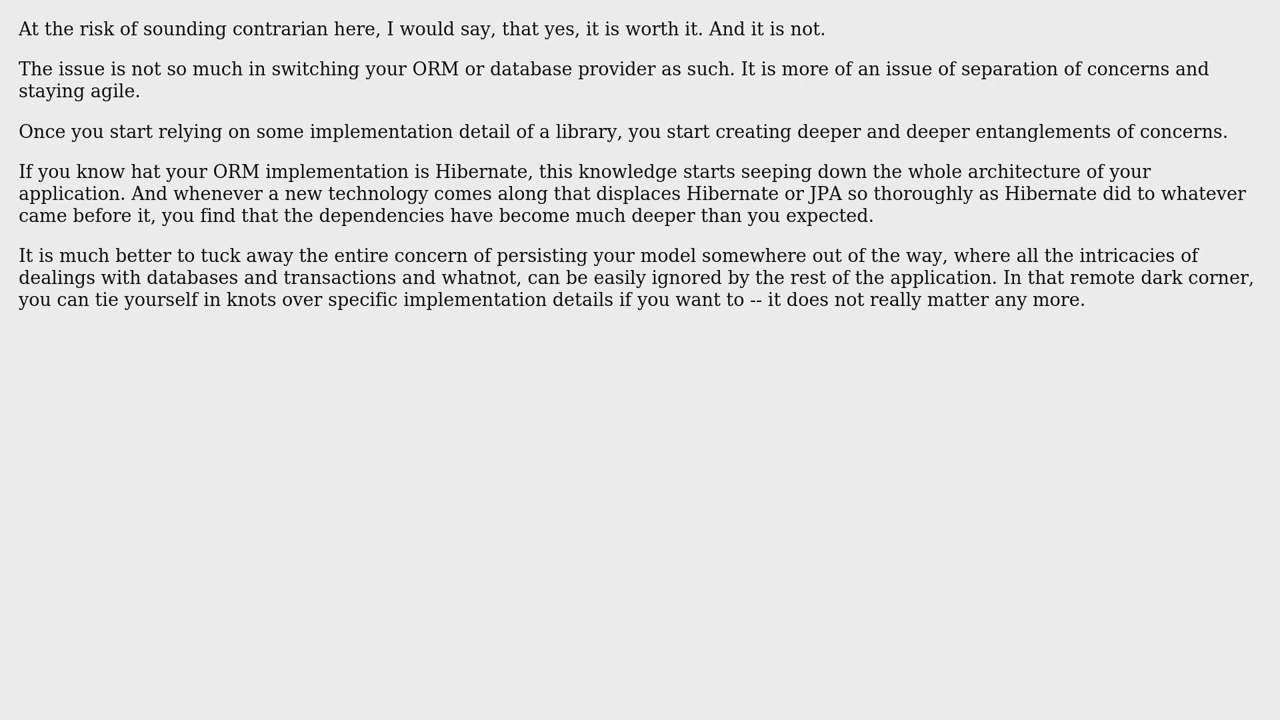 At the risk of sounding contrarian here, I would say, that yes, it is worth it. And it is not.
The issue is not so much in switching your ORM or database provider as such. It is more of an issue of separation of concerns and
staying agile.
Once you start relying on some implementation detail of a library, you start creating deeper and deeper entanglements of concerns.
If you know hat your ORM implementation is Hibernate, this knowledge starts seeping down the whole architecture of your
application. And whenever a new technology comes along that displaces Hibernate or JPA so thoroughly as Hibernate did to whatever
came before it, you find that the dependencies have become much deeper than you expected.
It is much better to tuck away the entire concern of persisting your model somewhere out of the way, where all the intricacies of
dealings with databases and transactions and whatnot, can be easily ignored by the rest of the application. In that remote dark corner,
you can tie yourself in knots over specific implementation details if you want to -- it does not really matter any more.